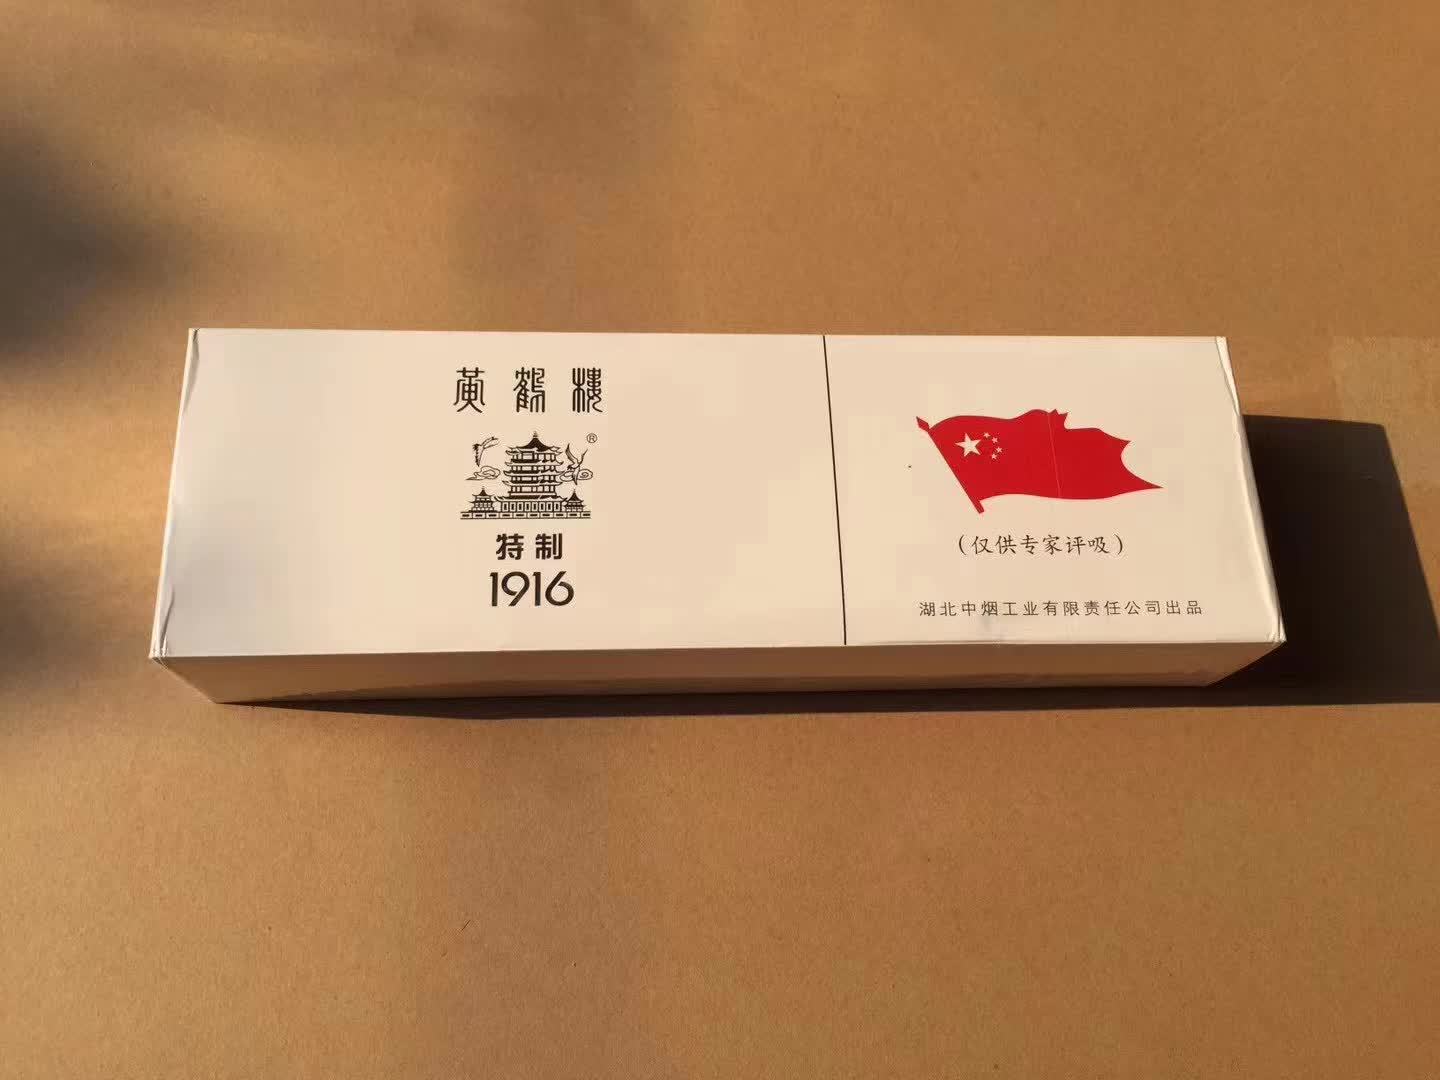 黄鹤楼
®
特制
1916
（仅供专家评吸）
湖北中烟工业有限责任公司出品